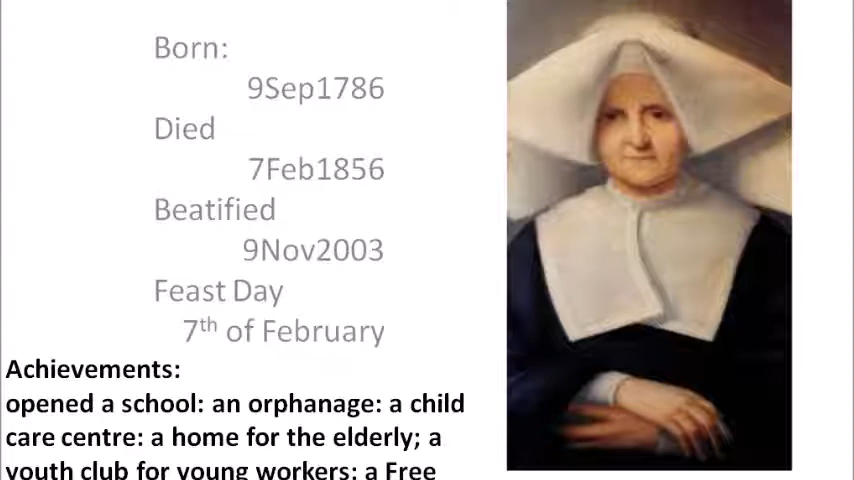 Born:
9Sep1786
Died
7Feb1856
Beatified
9Nov2003
Feast Day
7th of February
Achievements:
opened a school: an orphanage: a child
care centre: a home for the elderly; a
youth club for young workers: a Free